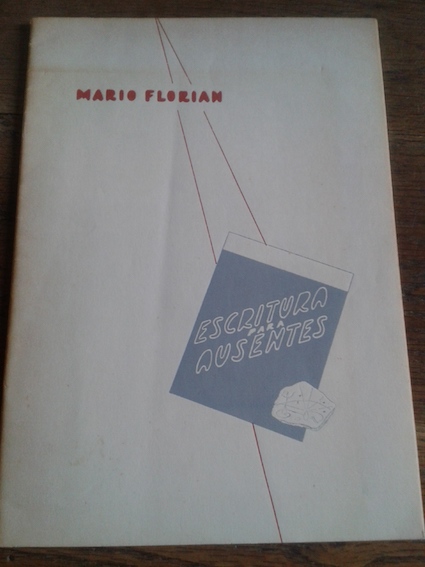 MARIO FLORIAN
ESCRITURA
PARA
AUSENTES